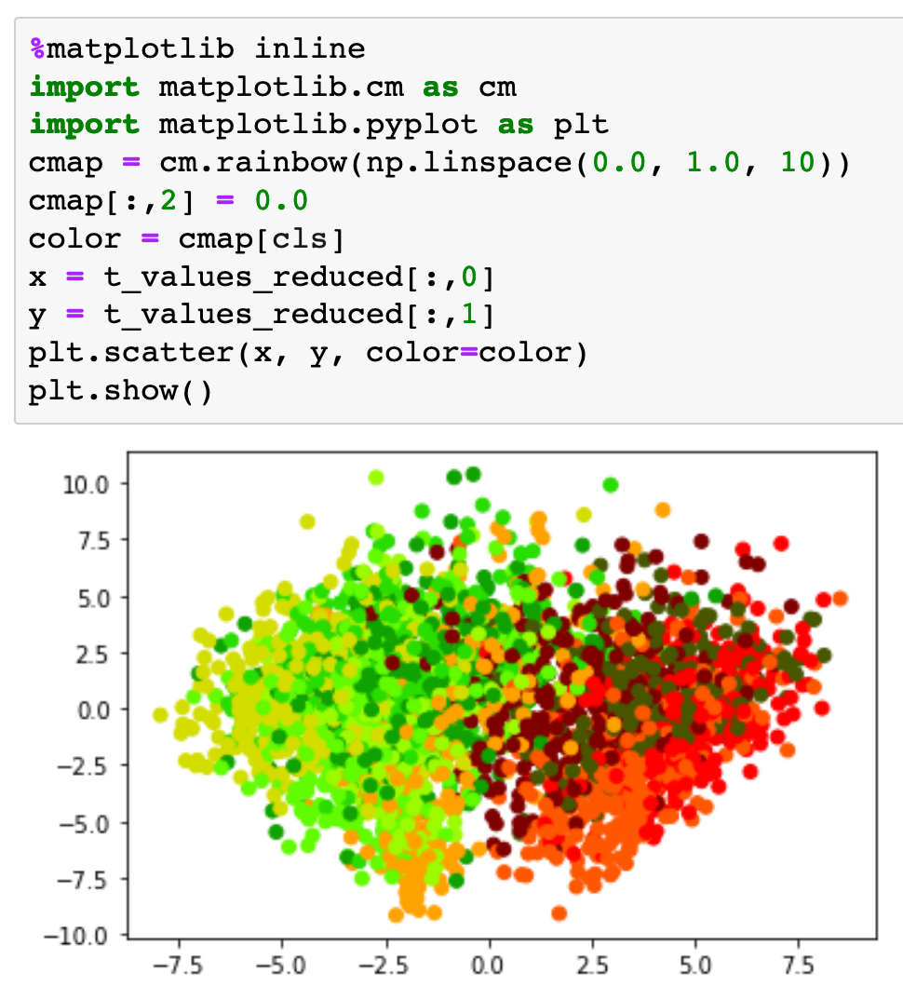 %matplotlib inline
import matplotlib.cm as cm
import matplotlib.pyplot as plt
cmap = cm.rainbow(np.linspace(0.0, 1.0, 10))
cmap[:,2] = 0.0
color = cmap[cls]
x = t_values_reduced[:,0]
y = t_values_reduced[:,1]
plt.scatter(x, y, color=color)
plt.show()
10.0
7.5
5.0
2.5
0.0
−2.5
−5.0
−7.5
−10.0
−7.5 −5.0 −2.5 0.0 2.5 5.0 7.5